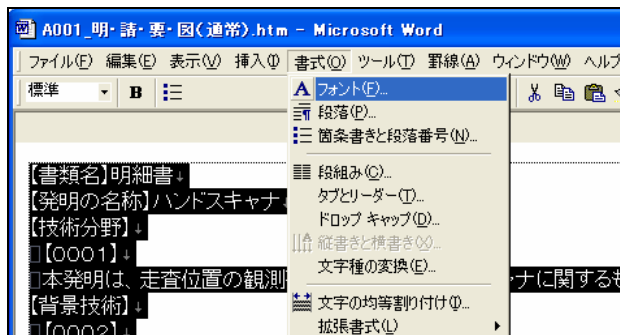 A001_明・請・要・図(通常).htm - Microsoft Word
ファイル(F) 編集(E) 表示(V) 挿入(I) 書式(O) ツール(T) 罫線(A) ウィンドウ(W) ヘルプ
標準 B
フォント(F)...
段落(P)...
箇条書きと段落番号(N)...
段組み(C)...
タブとリーダー(T)...
ドロップ キャップ(D)...
縦書きと横書き(X)...
文字種の変換(E)...
文字の均等割り付け(I)...
拡張書式(L)
【書類名】明細書↓
【発明の名称】ハンドスキャナ
【技術分野】↓
□【0001】↓
□本発明は、走査位置の観測 ナに関するも
【背景技術】↓
□【0002】↓